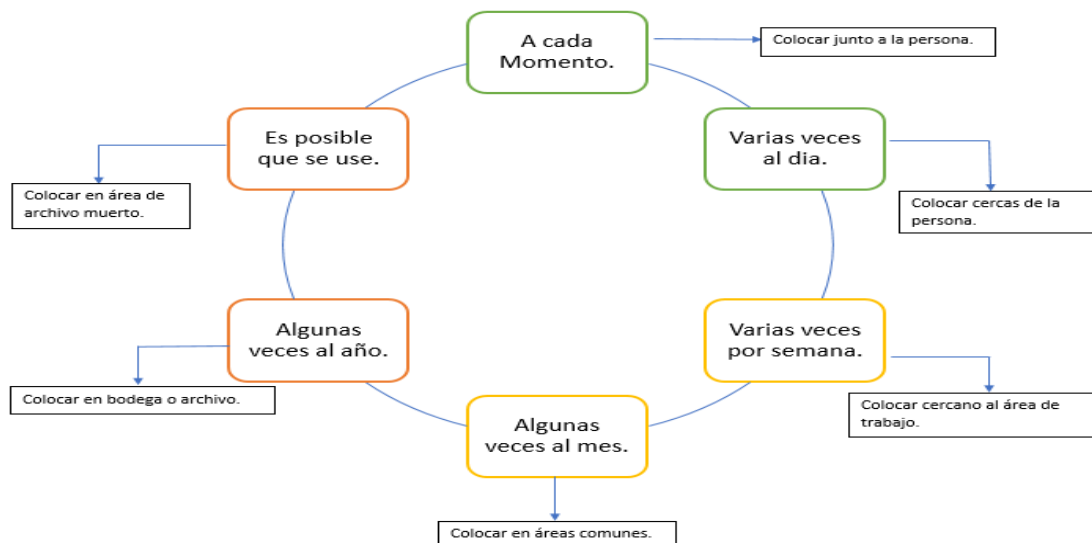 A cada
Momento.
Colocar junto a la persona.
Varias veces
al dia.
Colocar cercas de la
persona.
Varias veces
por semana.
Colocar cercano al área de
trabajo.
Algunas
veces al mes.
Colocar en áreas comunes.
Algunas
veces al año.
Colocar en bodega o archivo.
Es posible
que se use.
Colocar en área de
archivo muerto.